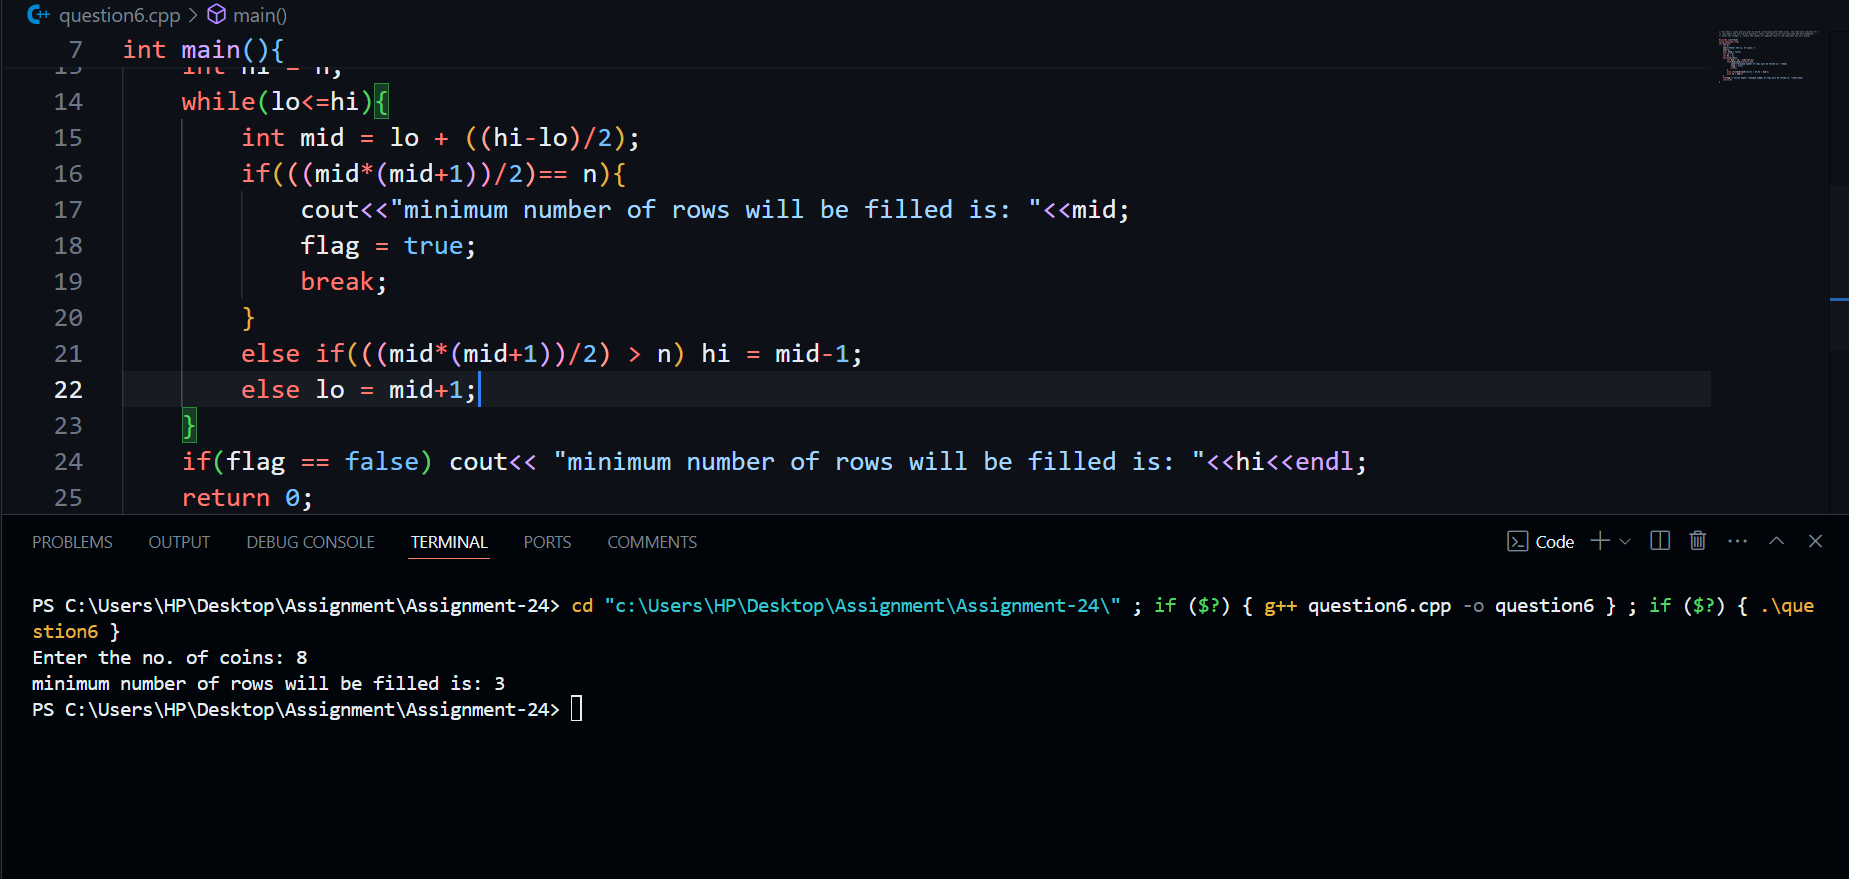 question6.cpp > main()
7 int main(){
14 while(lo<=hi){
15 int mid = lo + ((hi-lo)/2);
16 if(((mid*(mid+1))/2)== n){
17 cout<<"minimum number of rows will be filled is: "<<mid;
18 flag = true;
19 break;
20 }
21 else if(((mid*(mid+1))/2) > n) hi = mid-1;
22 else lo = mid+1;
23 }
24 if(flag == false) cout<< "minimum number of rows will be filled is: "<<hi<<endl;
25 return 0;
PROBLEMS OUTPUT DEBUG CONSOLE TERMINAL PORTS COMMENTS Code
PS C:\Users\HP\Desktop\Assignment\Assignment-24> cd "c:\Users\HP\Desktop\Assignment\Assignment-24\" ; if ($?) { g++ question6.cpp -o question6 } ; if ($?) { .\que
stion6 }
Enter the no. of coins: 8
minimum number of rows will be filled is: 3
PS C:\Users\HP\Desktop\Assignment\Assignment-24>